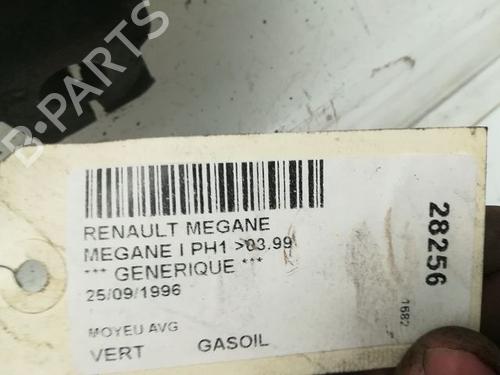 B-PARTS
RENAULT MEGANE
MEGANE I PH1 >03.99
*** GENERIQUE ***
25/09/1996
MOYEU AVG
VERT GASOIL
28256
1682